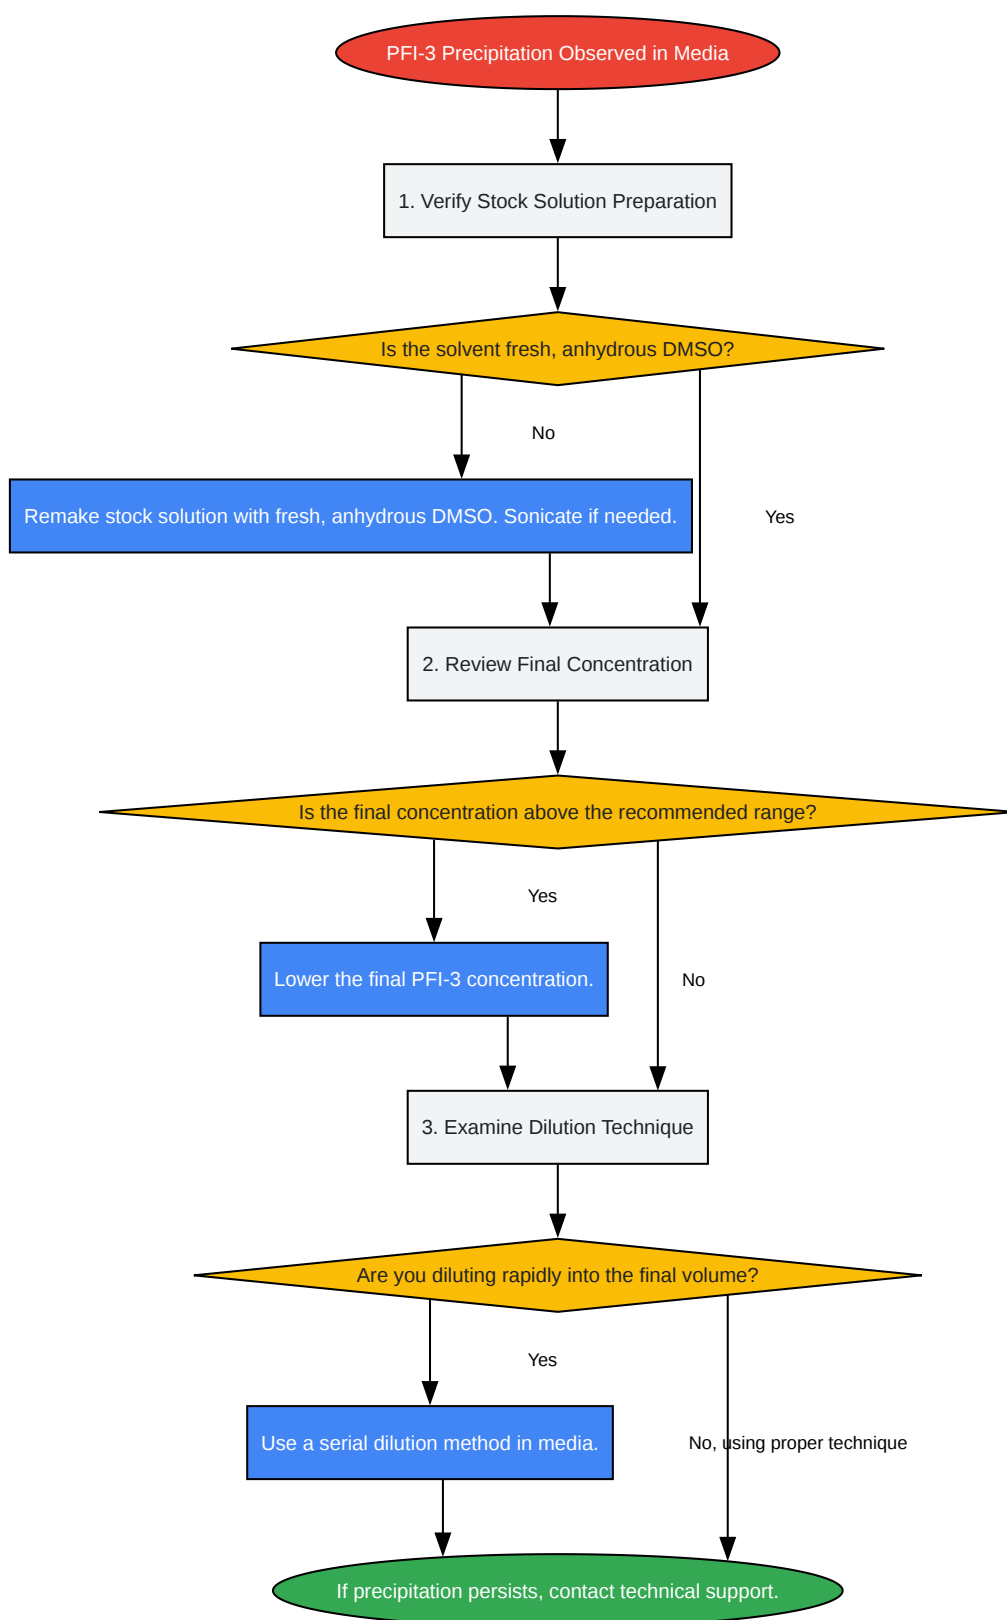 PFI-3 Precipitation Observed in Media
1. Verify Stock Solution Preparation
Is the solvent fresh, anhydrous DMSO?
No
Remake stock solution with fresh, anhydrous DMSO. Sonicate if needed.
Yes
2. Review Final Concentration
Is the final concentration above the recommended range?
Yes
Lower the final PFI-3 concentration.
No
3. Examine Dilution Technique
Are you diluting rapidly into the final volume?
Yes
Use a serial dilution method in media.
No, using proper technique
If precipitation persists, contact technical support.